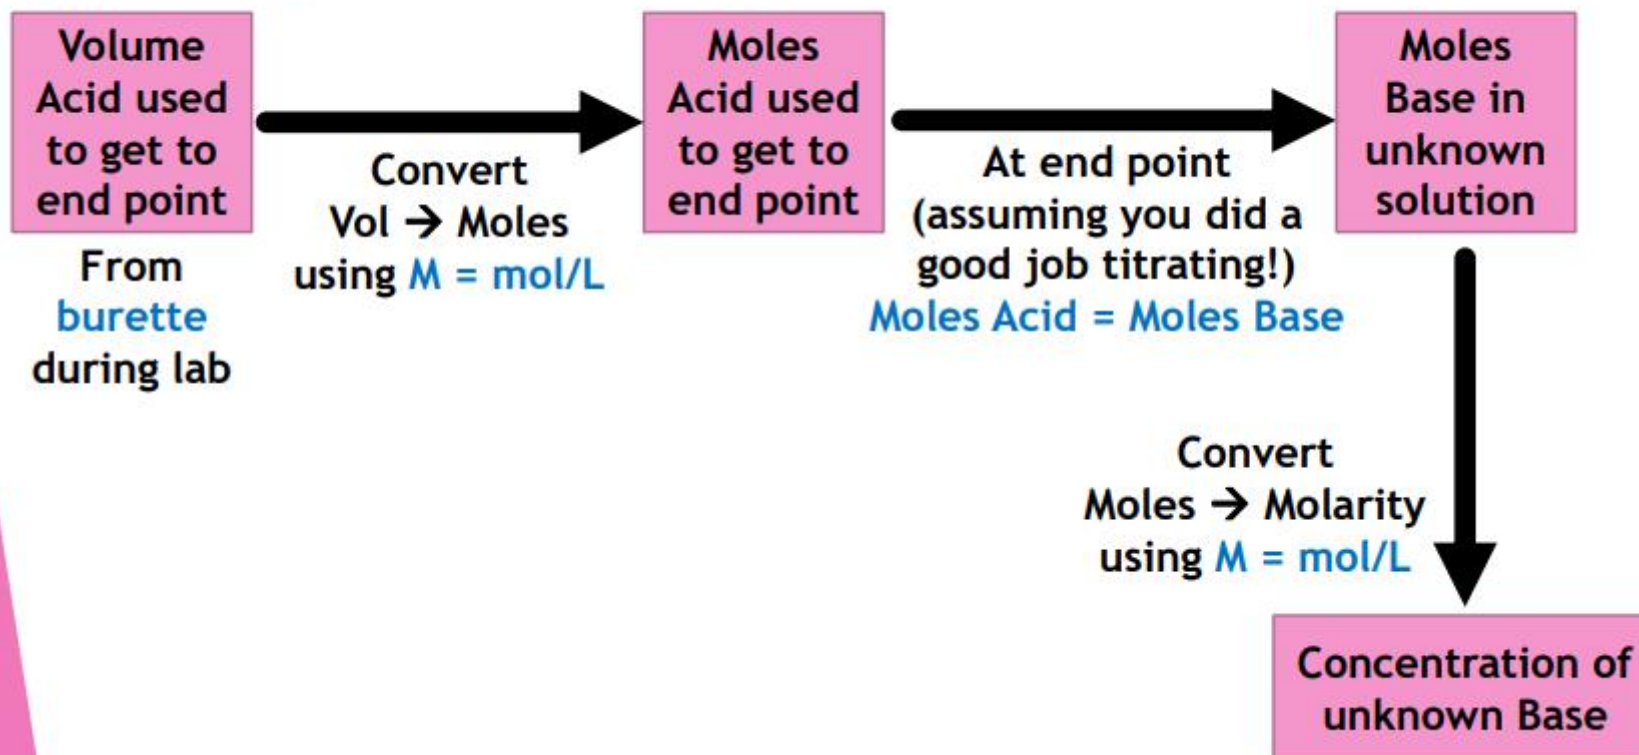 Volume
Acid used
to get to
end point
From
burette
during lab
Convert
Vol → Moles
using M = mol/L
Moles
Acid used
to get to
end point
At end point
(assuming you did a
good job titrating!)
Moles Acid = Moles Base
Moles
Base in
unknown
solution
Convert
Moles → Molarity
using M = mol/L
Concentration of
unknown Base